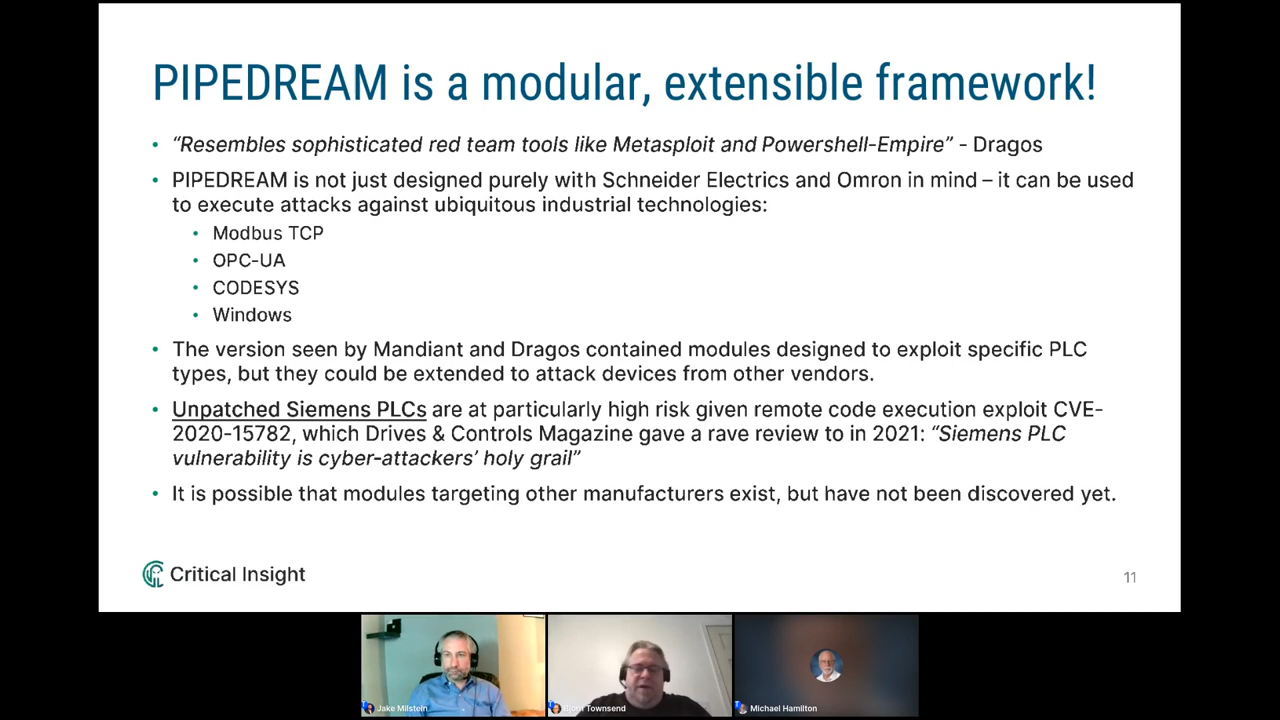 PIPEDREAM is a modular, extensible framework!
• “Resembles sophisticated red team tools like Metasploit and Powershell-Empire” - Dragos
• PIPEDREAM is not just designed purely with Schneider Electrics and Omron in mind – it can be used
to execute attacks against ubiquitous industrial technologies:
• Modbus TCP
• OPC-UA
• CODESYS
• Windows
• The version seen by Mandiant and Dragos contained modules designed to exploit specific PLC
types, but they could be extended to attack devices from other vendors.
• Unpatched Siemens PLCs are at particularly high risk given remote code execution exploit CVE-
2020-15782, which Drives & Controls Magazine gave a rave review to in 2021: “Siemens PLC
vulnerability is cyber-attackers’ holy grail”
• It is possible that modules targeting other manufacturers exist, but have not been discovered yet.
Critical Insight
11
Jake Milstein
Townsend
Michael Hamilton